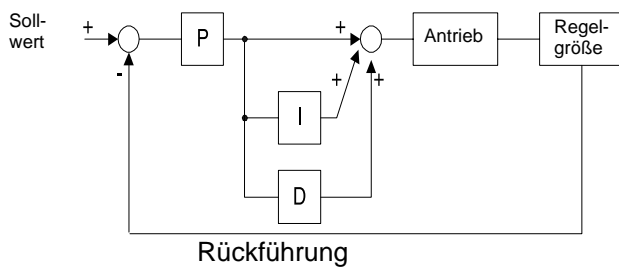 Soll-
wert
+
-
P
+
+
+
I
D
Antrieb
Regel-
größe
Rückführung